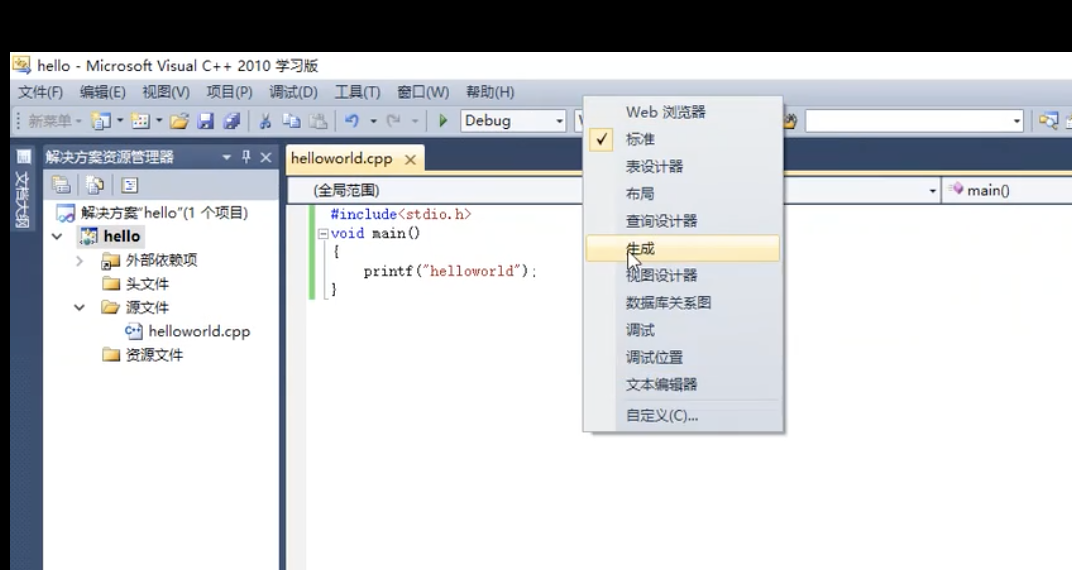 hello - Microsoft Visual C++ 2010 学习版
文件(F) 编辑(E) 视图(V) 项目(P) 调试(D) 工具(T) 窗口(W) 帮助(H)
新菜单 Debug
文档大纲
解决方案资源管理器
解决方案"hello"(1 个项目)
hello
外部依赖项
头文件
源文件
helloworld.cpp
资源文件
helloworld.cpp
(全局范围) main()
#include<stdio.h>
void main()
{
printf("helloworld");
}
Web 浏览器
标准
表设计器
布局
查询设计器
生成
视图设计器
数据库关系图
调试
调试位置
文本编辑器
自定义(C)...